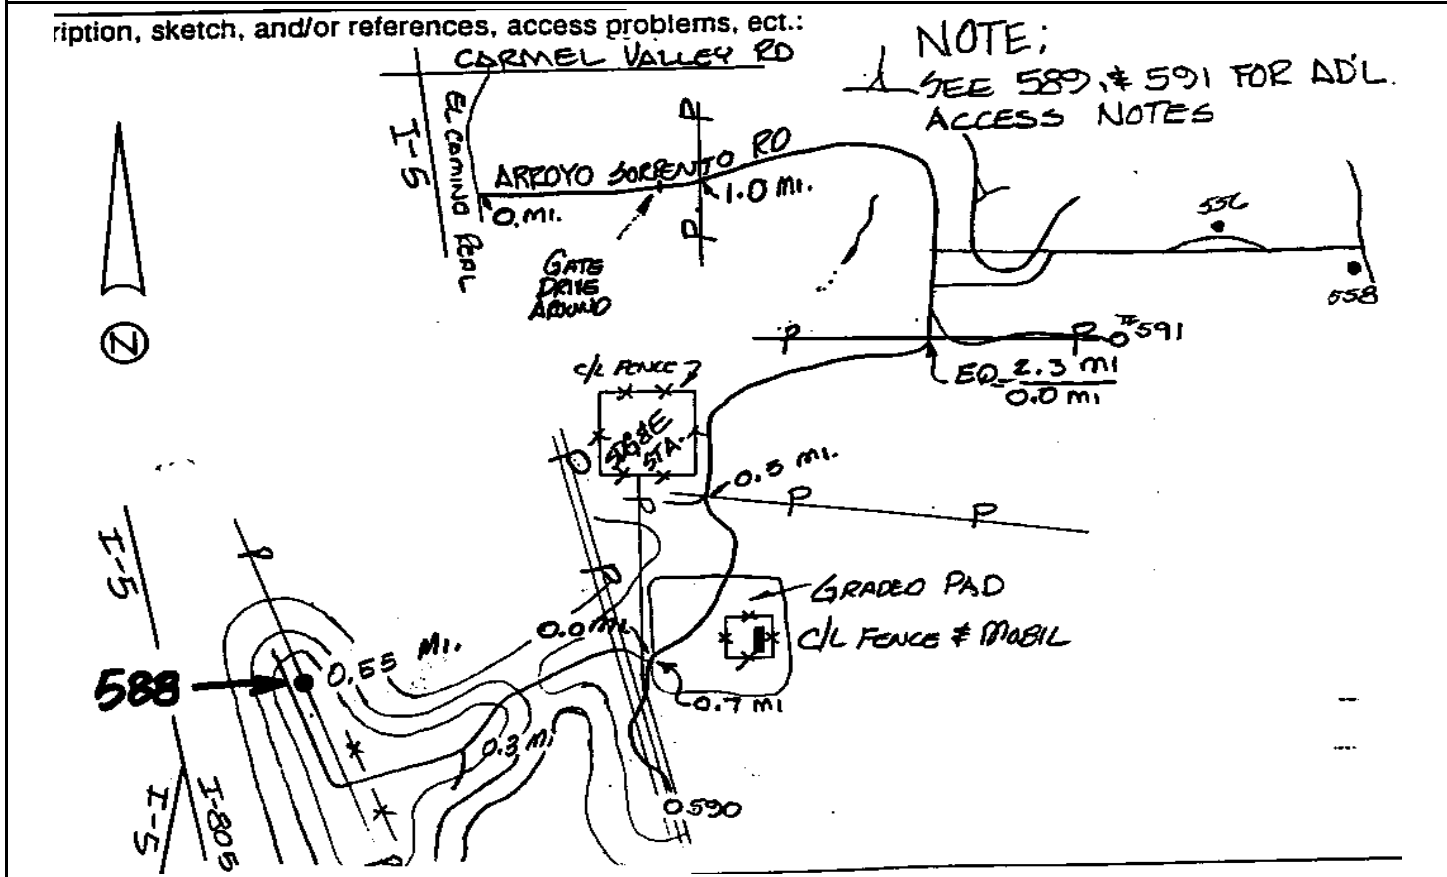 ription, sketch, and/or references, access problems, ect.:
CARMEL VALLEY RD
NOTE:
SEE 589, & 591 FOR AD'L.
ACCESS NOTES
I-5
EL CAMINO REAL
ARROYO SORRENTO RD
P
0. MI.
1.0 MI.
P
GATE
DRIVE
AROUND
556
558
N
P
P
591
EQ = 2.3 MI
0.0 MI
C/L FENCE
SDG&E
STA.
P
0.5 MI.
P
P
P
I-5
P
P
GRADED PAD
C/L FENCE & MOBIL
0.0 MI
0.55 MI.
588
0.7 MI
0.3 MI
590
I-5
I-805
P